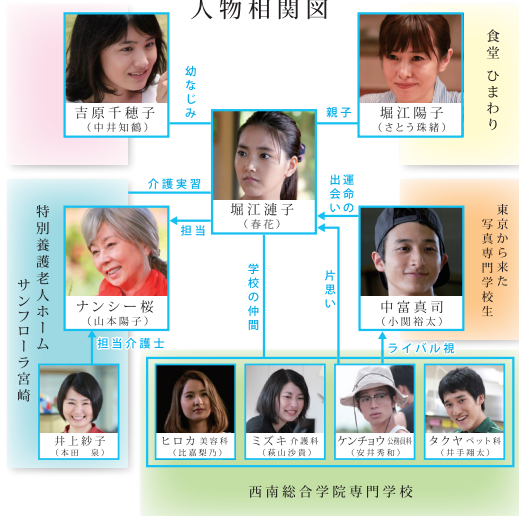 人物相関図
吉原千穂子
（中井知鶴）
幼なじみ
親子
堀江陽子
（さとう珠緒）
食堂 ひまわり
堀江漣子
（春花）
介護実習
担当
運命の
出会い
特別養護老人ホーム
サンフローラ宮崎
ナンシー桜
（山本陽子）
担当介護士
学校の仲間
片思い
中富真司
（小関裕太）
東京から来た
写真専門学校生
ライバル視
井上紗子
（本田　泉）
ヒロカ 美容科
（比嘉梨乃）
ミズキ 介護科
（萩山沙貴）
ケンチョウ 公務員科
（安井秀和）
タクヤ ペット科
（井手翔太）
西南総合学院専門学校